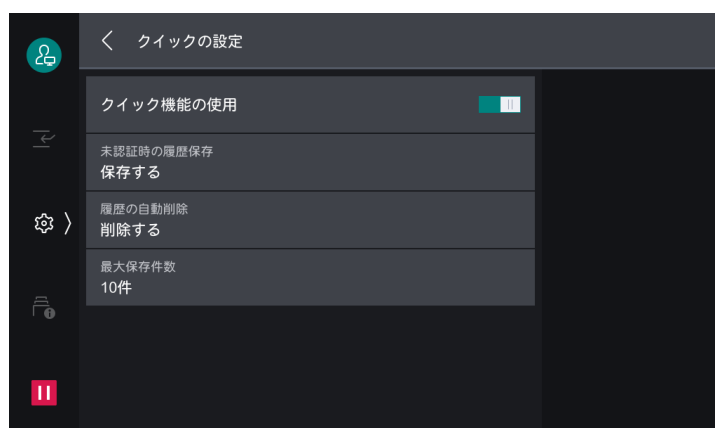 クイックの設定
クイック機能の使用
未認証時の履歴保存
保存する
履歴の自動削除
削除する
最大保存件数
10件